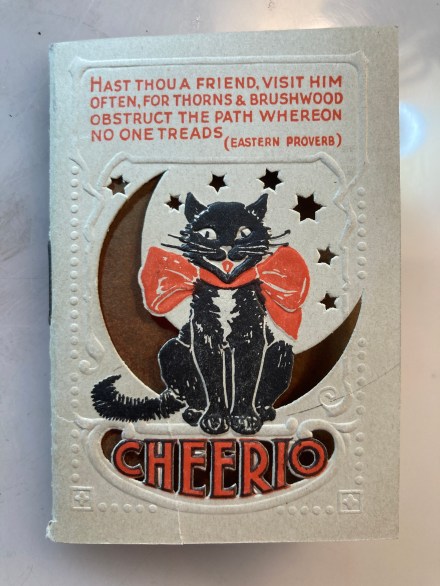 HAST THOU A FRIEND, VISIT HIM
OFTEN, FOR THORNS & BRUSHWOOD
OBSTRUCT THE PATH WHEREON
NO ONE TREADS
(EASTERN PROVERB)
CHEERIO